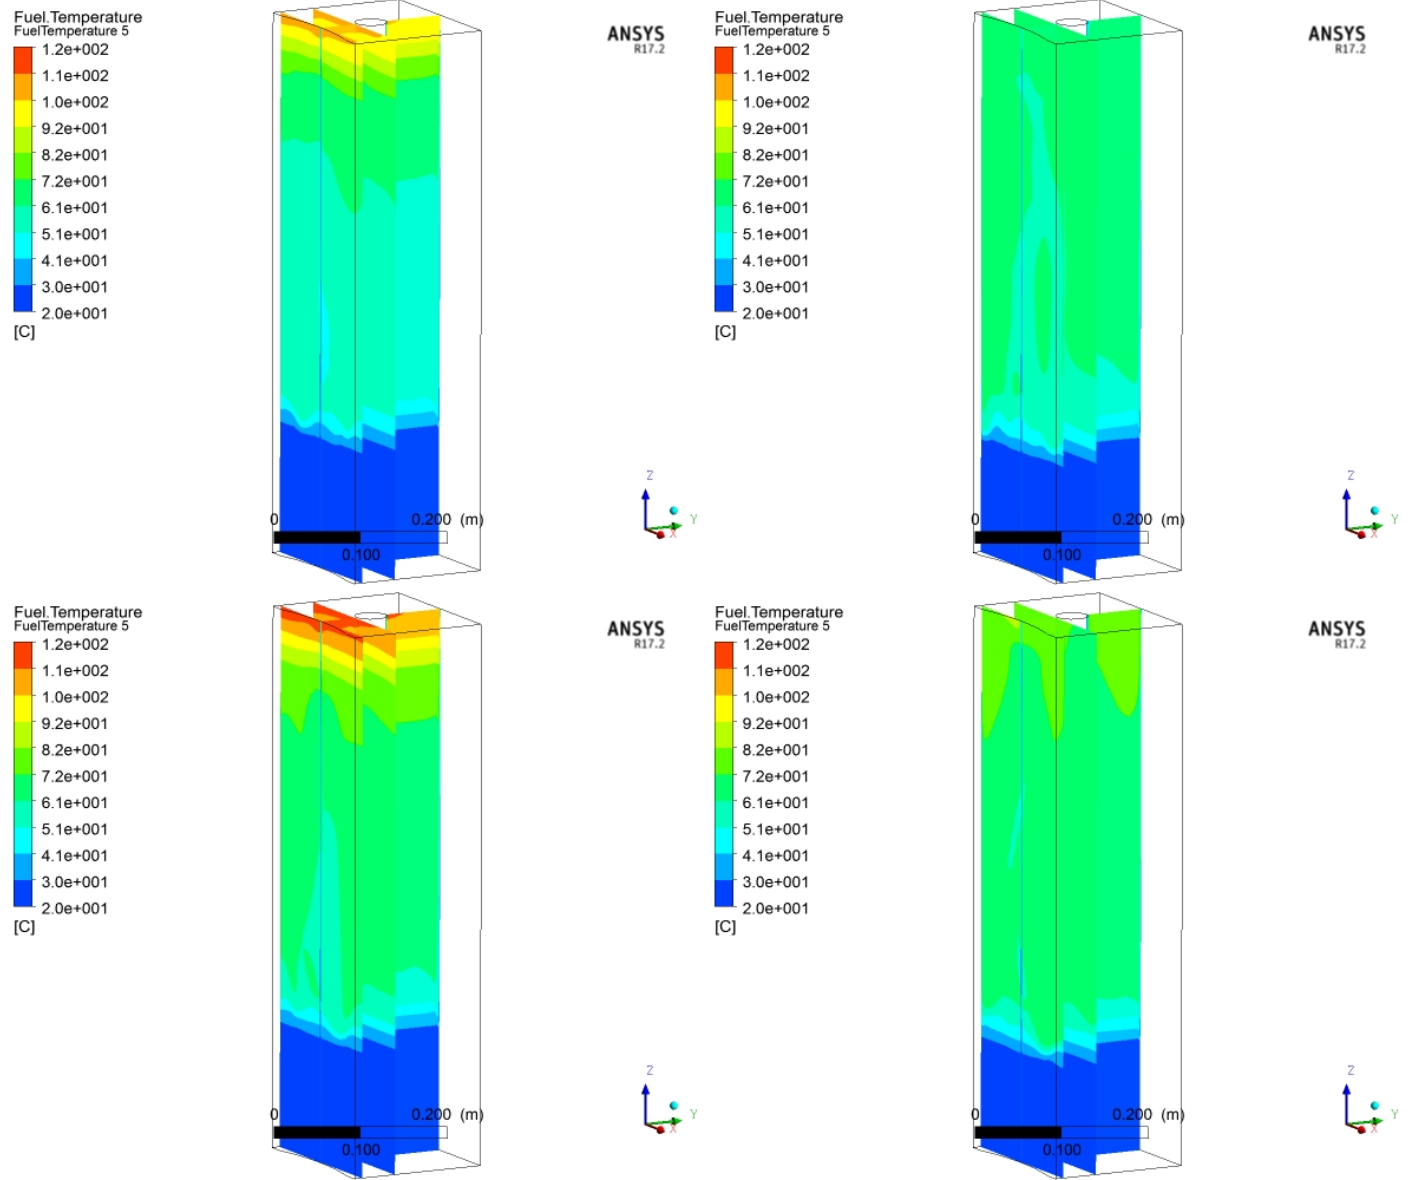 Fuel.Temperature
FuelTemperature 5
1.2e+002
1.1e+002
1.0e+002
9.2e+001
8.2e+001
7.2e+001
6.1e+001
5.1e+001
4.1e+001
3.0e+001
2.0e+001
[C]
ANSYS
R17.2
Z
Y
X
0 0.200 (m)
0.100
Fuel.Temperature
FuelTemperature 5
1.2e+002
1.1e+002
1.0e+002
9.2e+001
8.2e+001
7.2e+001
6.1e+001
5.1e+001
4.1e+001
3.0e+001
2.0e+001
[C]
ANSYS
R17.2
Z
Y
X
0 0.200 (m)
0.100
Fuel.Temperature
FuelTemperature 5
1.2e+002
1.1e+002
1.0e+002
9.2e+001
8.2e+001
7.2e+001
6.1e+001
5.1e+001
4.1e+001
3.0e+001
2.0e+001
[C]
ANSYS
R17.2
Z
Y
X
0 0.200 (m)
0.100
Fuel.Temperature
FuelTemperature 5
1.2e+002
1.1e+002
1.0e+002
9.2e+001
8.2e+001
7.2e+001
6.1e+001
5.1e+001
4.1e+001
3.0e+001
2.0e+001
[C]
ANSYS
R17.2
Z
Y
X
0 0.200 (m)
0.100